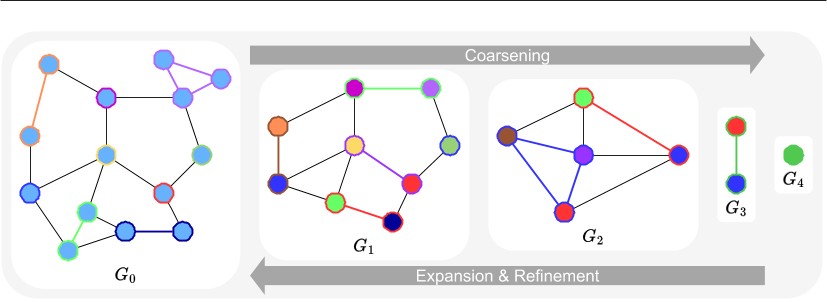 Coarsening
G₀
G₁
G₂
G₃
G₄
Expansion & Refinement